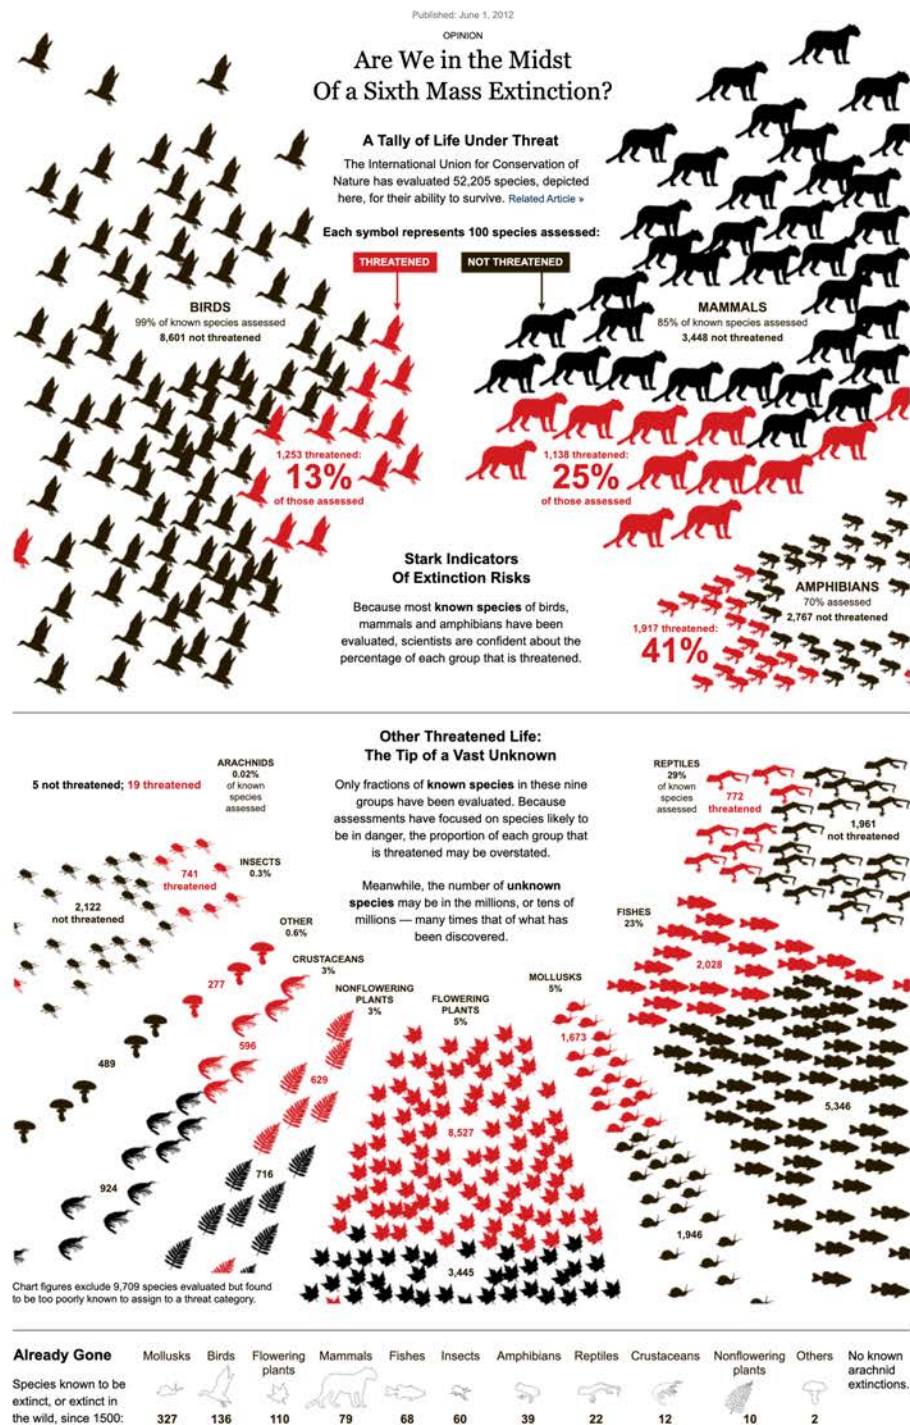 Published: June 1, 2012
OPINION
Are We in the Midst
Of a Sixth Mass Extinction?
A Tally of Life Under Threat
The International Union for Conservation of
Nature has evaluated 52,205 species, depicted
here, for their ability to survive. Related Article »
Each symbol represents 100 species assessed:
THREATENED
NOT THREATENED
BIRDS
99% of known species assessed
8,601 not threatened
MAMMALS
85% of known species assessed
3,448 not threatened
1,253 threatened:
13%
of those assessed
1,138 threatened:
25%
of those assessed
Stark Indicators
Of Extinction Risks
Because most known species of birds,
mammals and amphibians have been
evaluated, scientists are confident about the
percentage of each group that is threatened.
AMPHIBIANS
70% assessed
2,767 not threatened
1,917 threatened:
41%
Other Threatened Life:
The Tip of a Vast Unknown
Only fractions of known species in these nine
groups have been evaluated. Because
assessments have focused on species likely to
be in danger, the proportion of each group that
is threatened may be overstated.
Meanwhile, the number of unknown
species may be in the millions, or tens of
millions — many times that of what has
been discovered.
ARACHNIDS
0.02%
of known
species
assessed
5 not threatened; 19 threatened
REPTILES
29%
of known
species
assessed
772
threatened
1,961
not threatened
INSECTS
0.3%
741
threatened
2,122
not threatened
OTHER
0.6%
277
489
CRUSTACEANS
3%
596
924
NONFLOWERING
PLANTS
3%
629
716
FLOWERING
PLANTS
5%
8,527
3,445
MOLLUSKS
5%
1,673
1,946
FISHES
23%
2,028
5,346
Chart figures exclude 9,709 species evaluated but found
to be too poorly known to assign to a threat category.
Already Gone
Species known to be
extinct, or extinct in
the wild, since 1500:
Mollusks
327
Birds
136
Flowering
plants
110
Mammals
79
Fishes
68
Insects
60
Amphibians
39
Reptiles
22
Crustaceans
12
Nonflowering
plants
10
Others
2
No known
arachnid
extinctions.